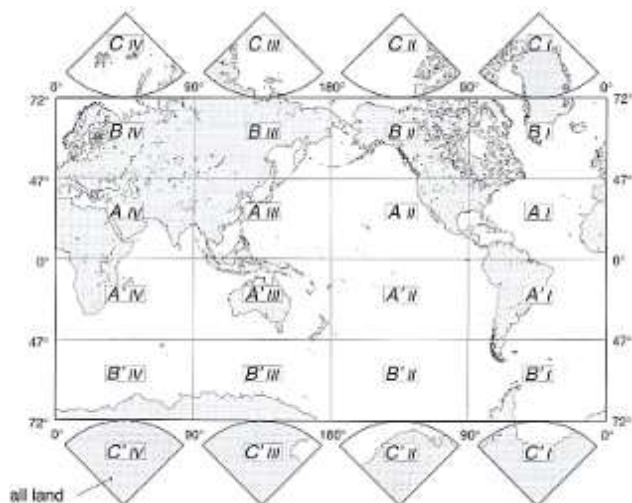 C IV C III C II C I
0° 90° 180° 90° 0°
72° 72°
B IV B III B II B I
47° 47°
A IV A III A II A I
0° 0°
A' IV A' III A' II A' I
47° 47°
B' IV B' III B' II B' I
72° 72°
0° 90° 180° 90° 0°
C' IV C' III C' II C' I
all land